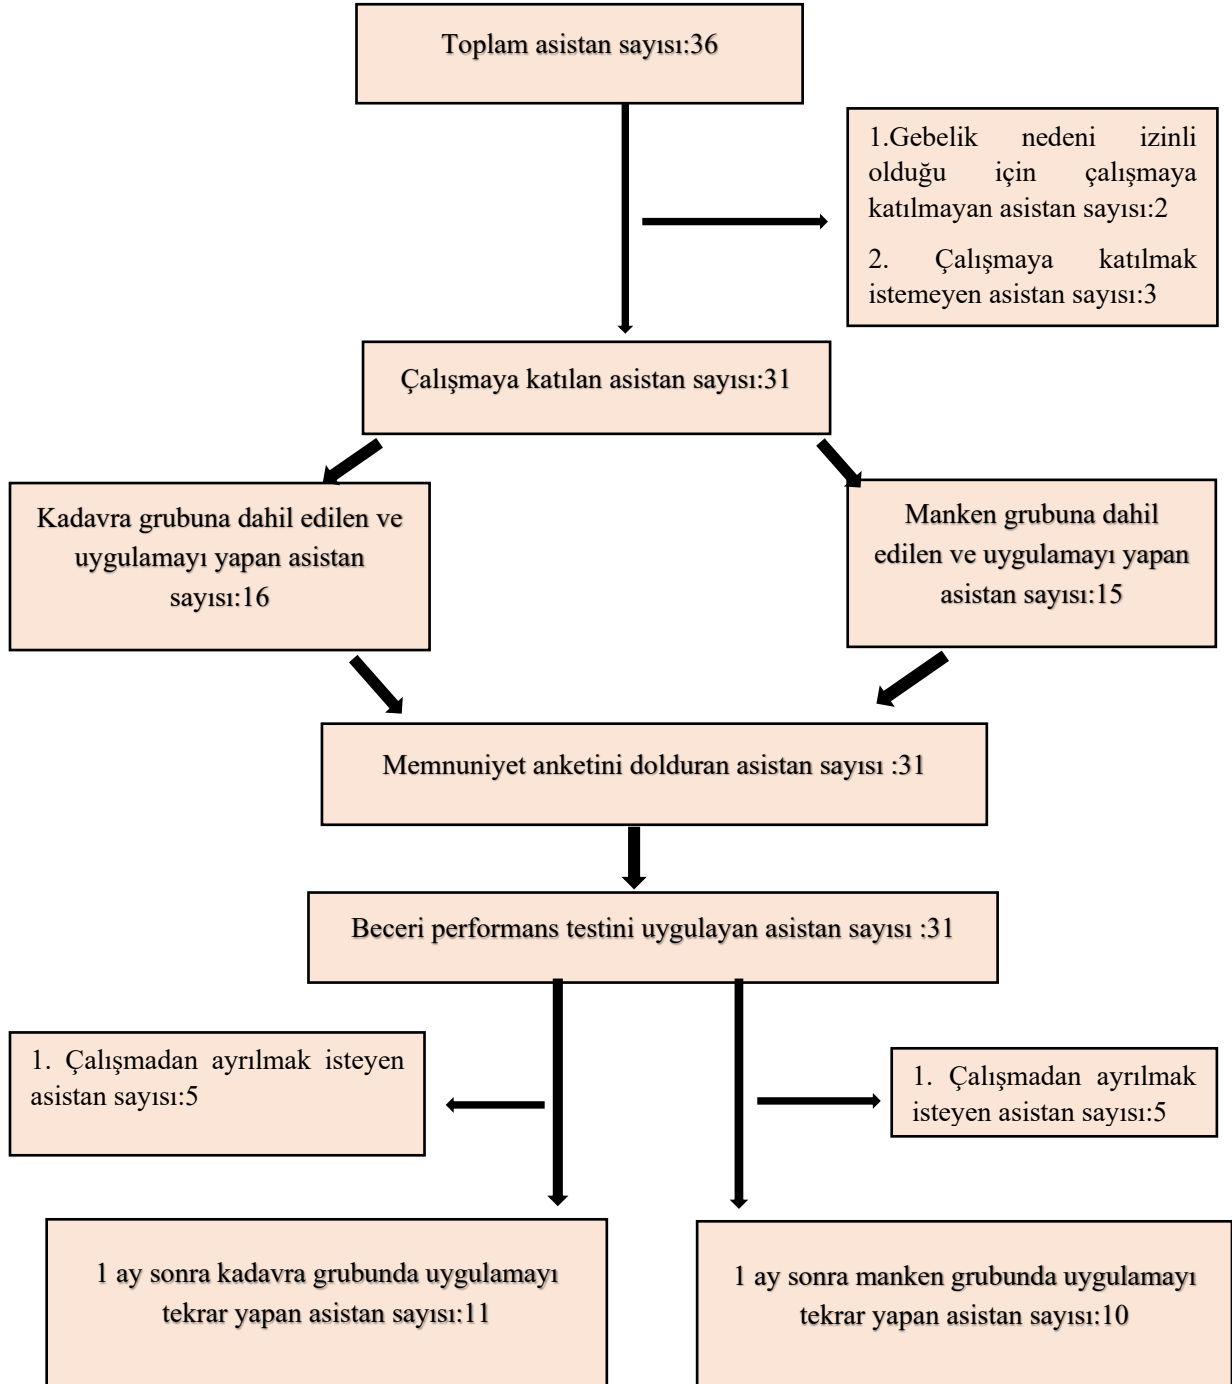 Toplam asistan sayısı:36
1.Gebelik nedeni izinli
olduğu için çalışmaya
katılmayan asistan sayısı:2
2. Çalışmaya katılmak
istemeyen asistan sayısı:3
Çalışmaya katılan asistan sayısı:31
Kadavra grubuna dahil edilen ve
uygulamayı yapan asistan
sayısı:16
Manken grubuna dahil
edilen ve uygulamayı yapan
asistan sayısı:15
Memnuniyet anketini dolduran asistan sayısı :31
Beceri performans testini uygulayan asistan sayısı :31
1. Çalışmadan ayrılmak isteyen
asistan sayısı:5
1. Çalışmadan ayrılmak
isteyen asistan sayısı:5
1 ay sonra kadavra grubunda uygulamayı
tekrar yapan asistan sayısı:11
1 ay sonra manken grubunda uygulamayı
tekrar yapan asistan sayısı:10